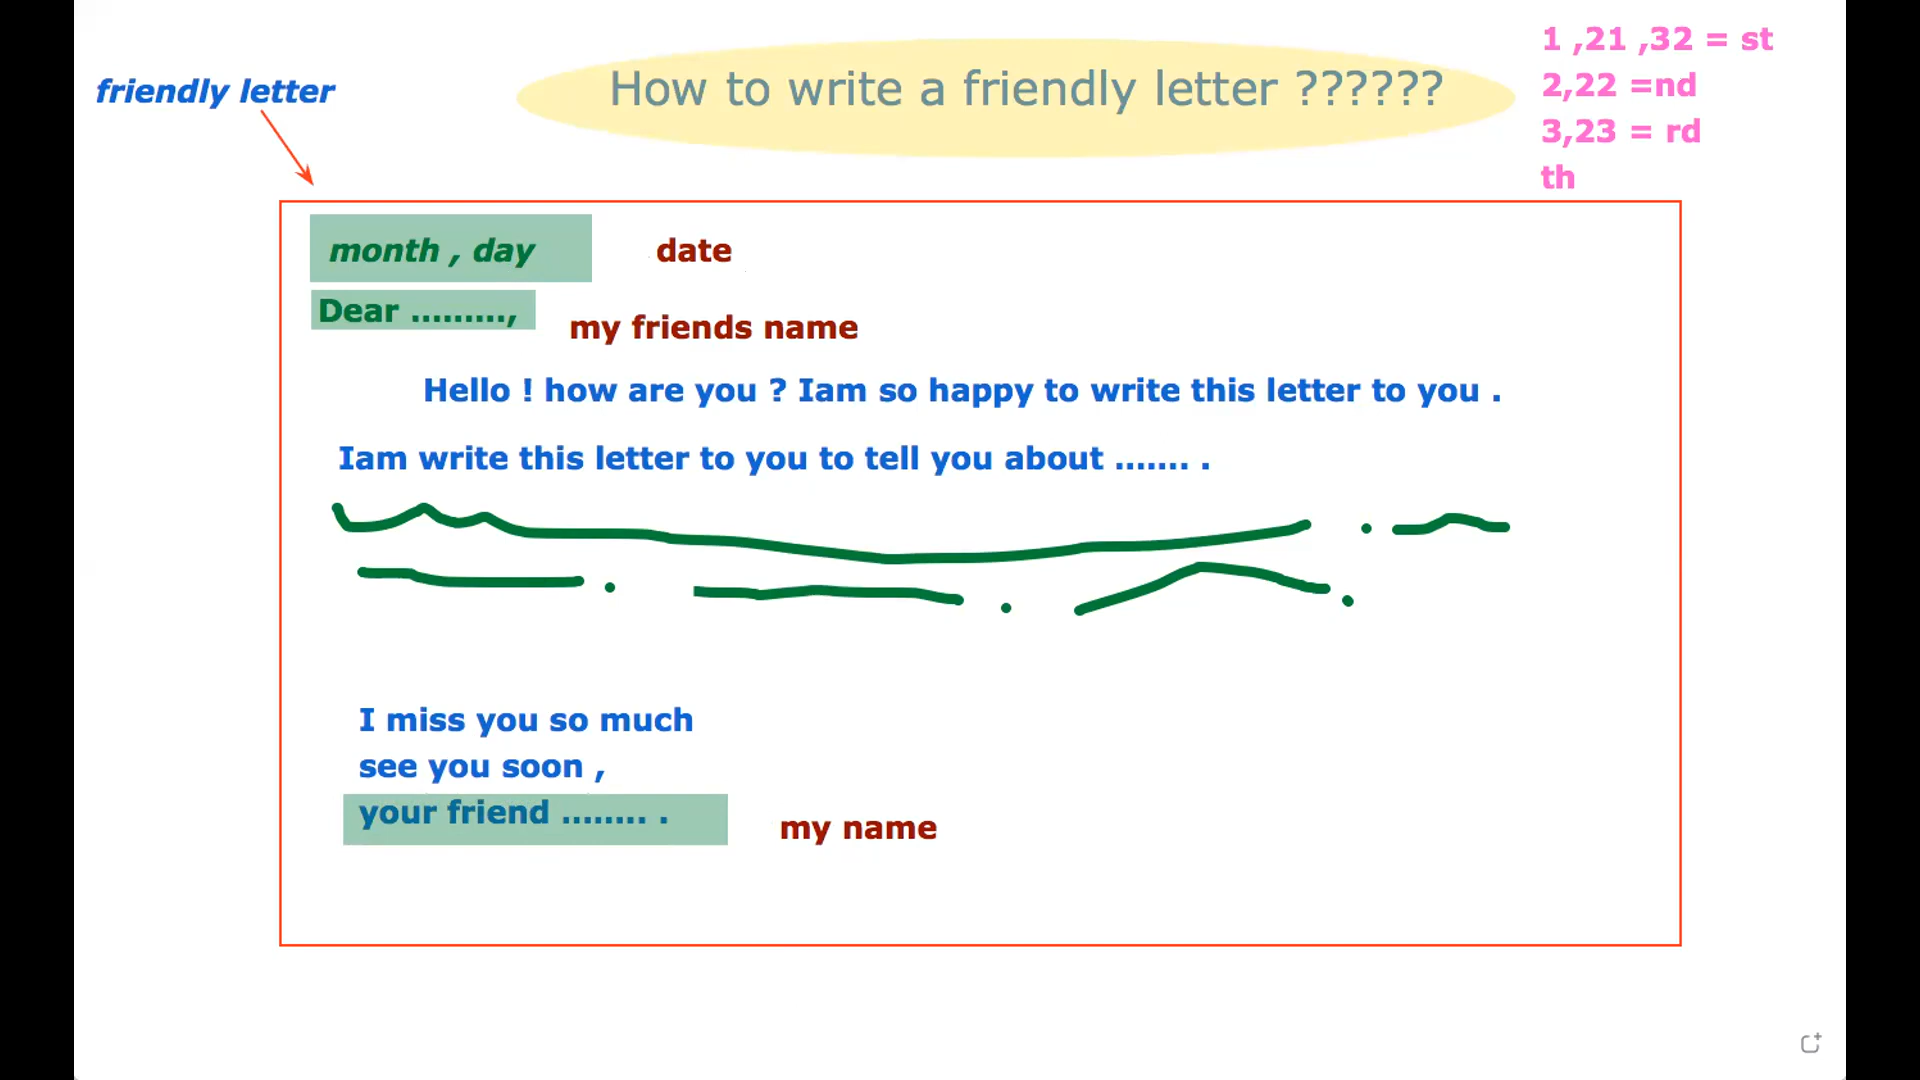 How to write a friendly letter ??????
friendly letter
1 ,21 ,32 = st
2,22 =nd
3,23 = rd
th
month , day
date
Dear .........,
my friends name
Hello ! how are you ? Iam so happy to write this letter to you .
Iam write this letter to you to tell you about ....... .
I miss you so much
see you soon ,
your friend ........ .
my name